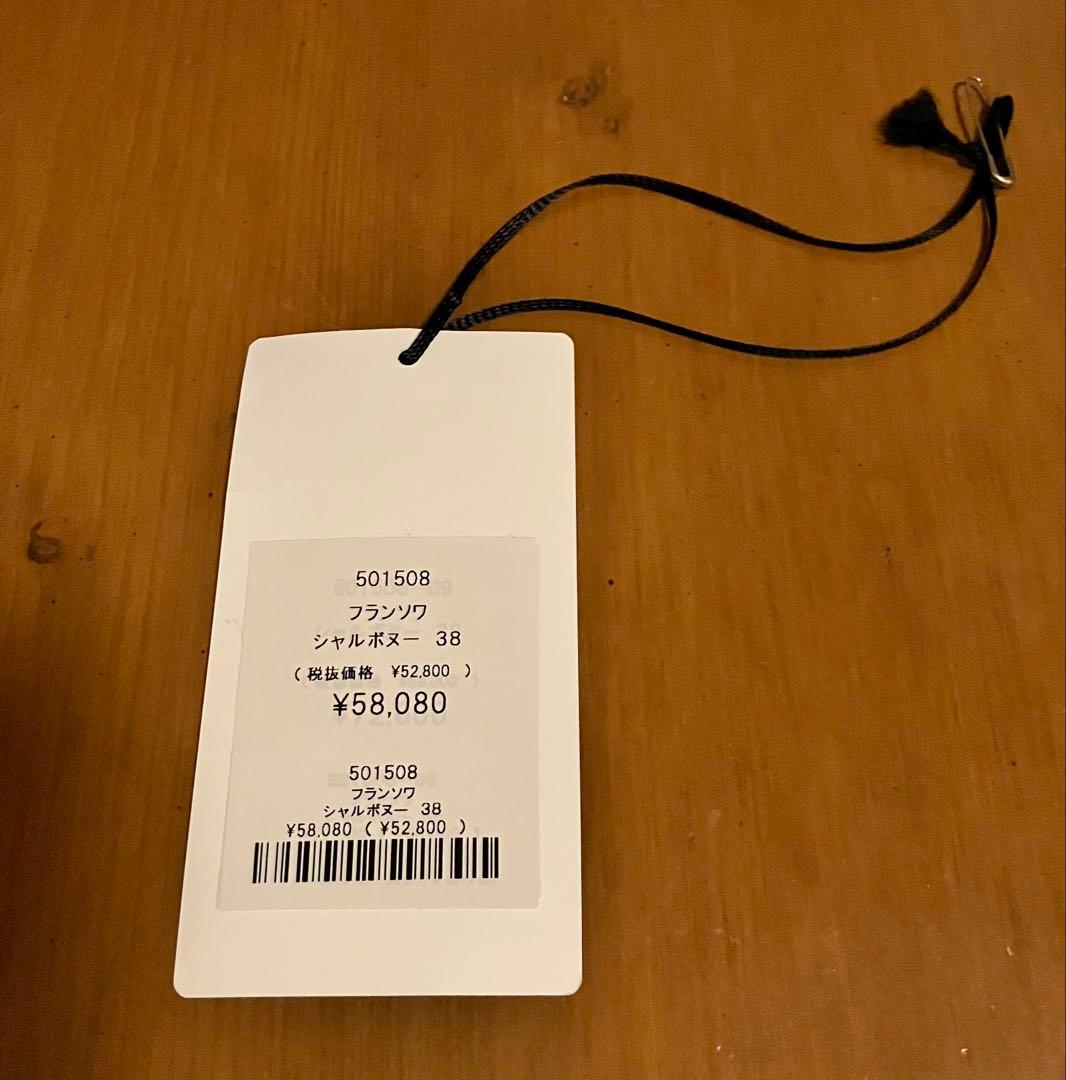 501508
フランソワ
シャルボヌー 38
( 税抜価格 ¥52,800 )
¥58,080
501508
フランソワ
シャルボヌー 38
¥58,080 ( ¥52,800 )